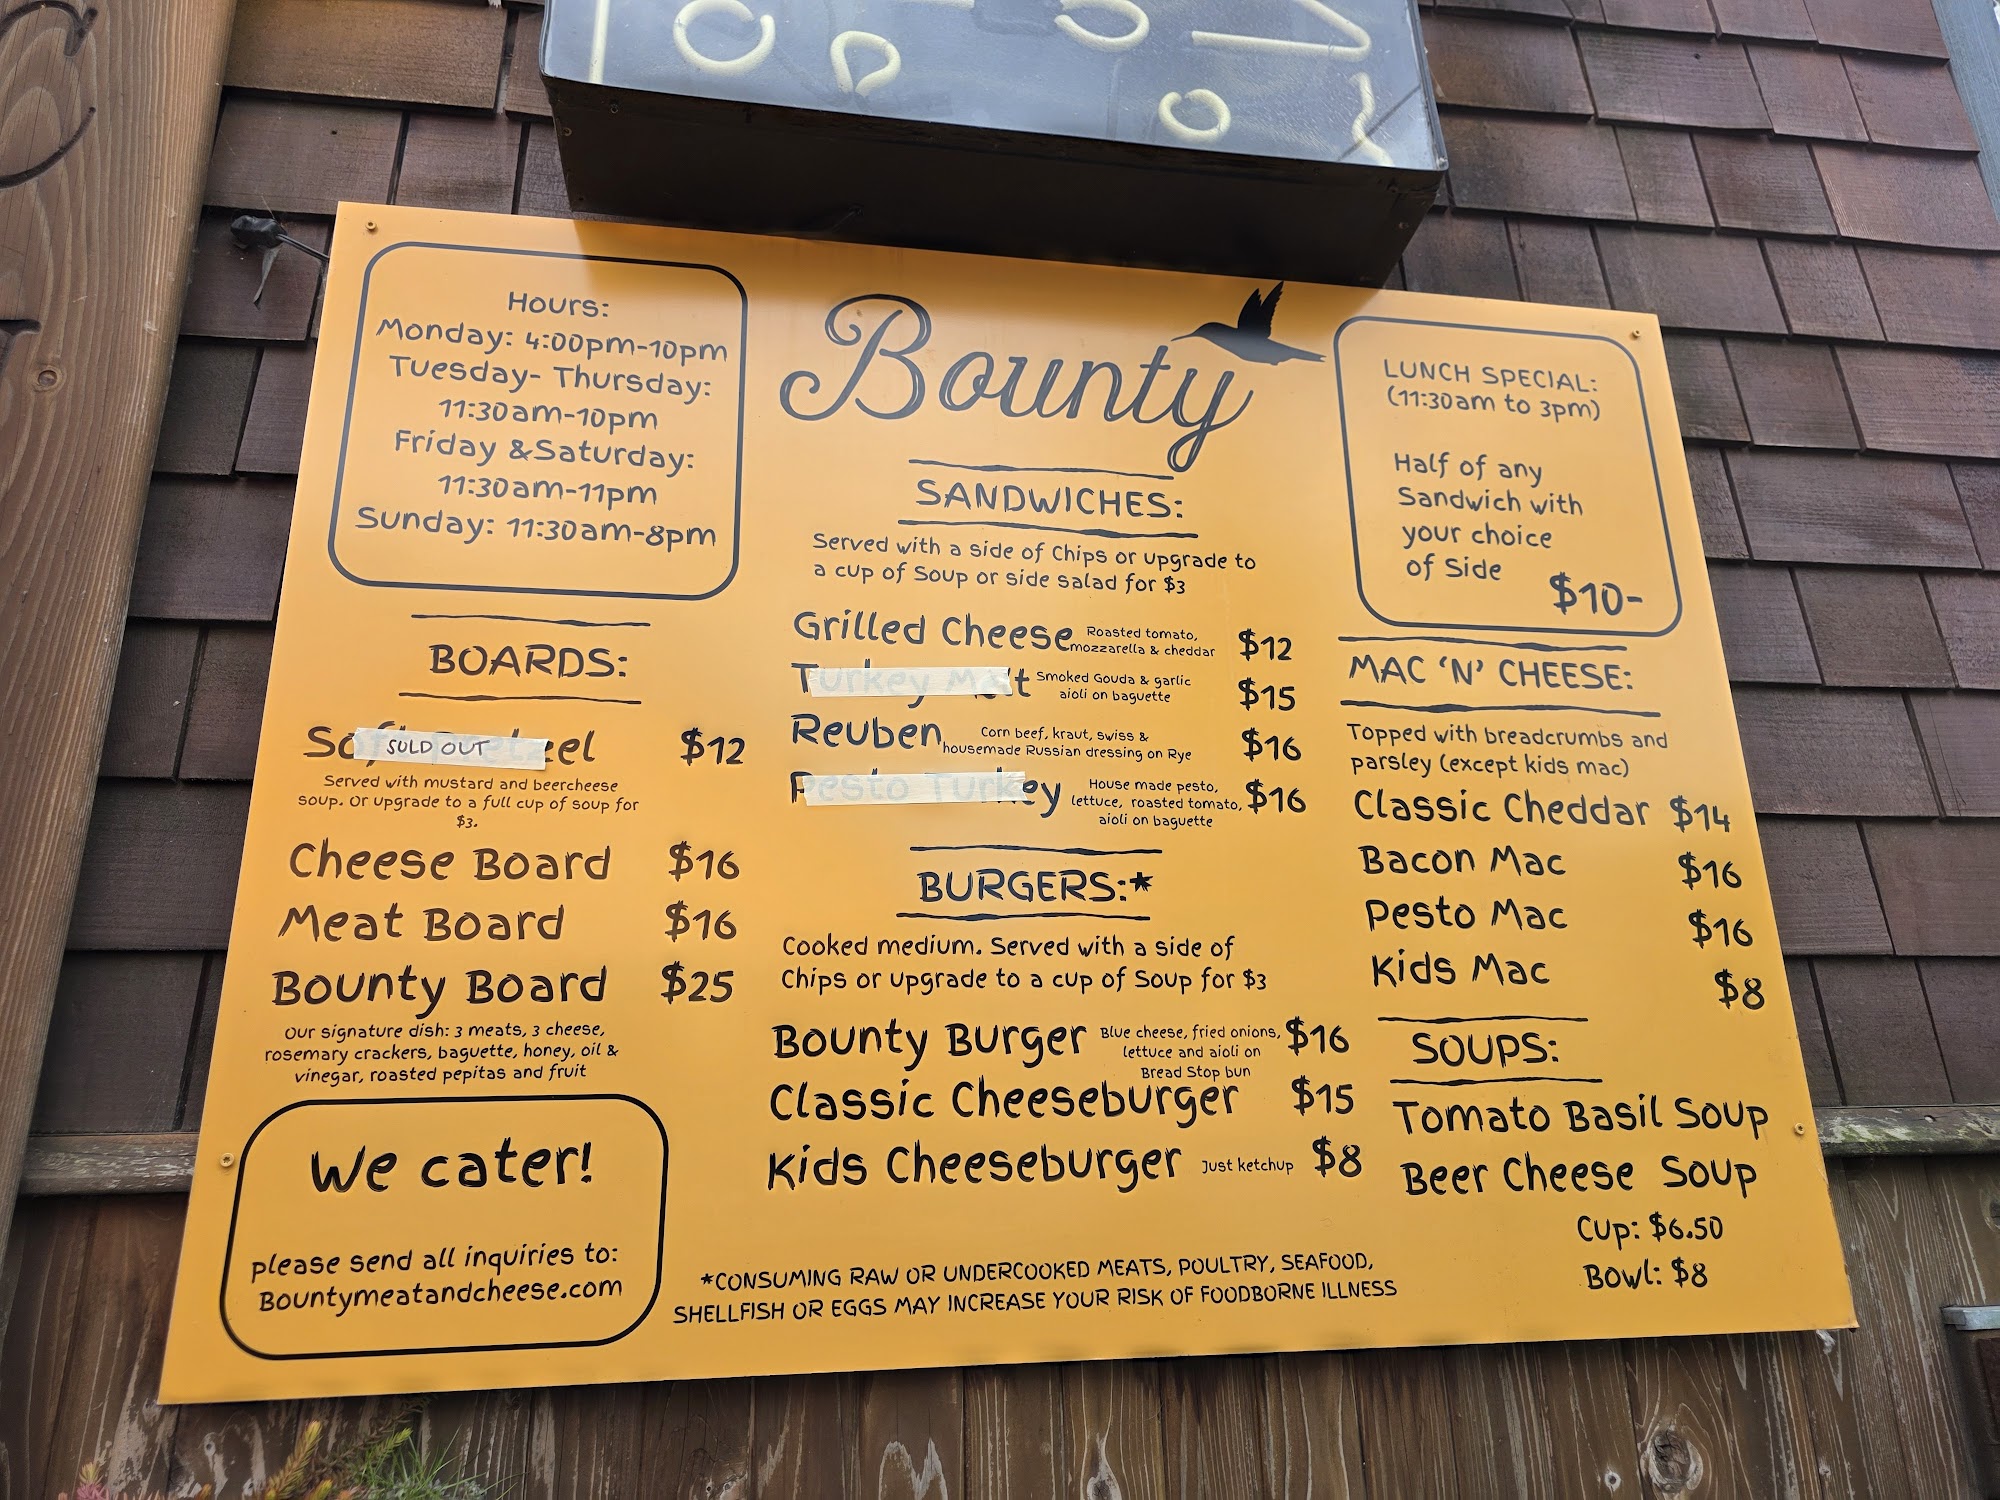 Hours:
Monday: 4:00pm-10pm
Tuesday- Thursday:
11:30am-10pm
Friday &Saturday:
11:30am-11pm
Sunday: 11:30am-8pm
BOARDS:
Soft Pretzel $12
SOLD OUT
Served with mustard and beercheese
soup. Or upgrade to a full cup of soup for
$3.
Cheese Board $16
Meat Board $16
Bounty Board $25
Our signature dish: 3 meats, 3 cheese,
rosemary crackers, baguette, honey, oil &
vinegar, roasted pepitas and fruit
We cater!
please send all inquiries to:
Bountymeatandcheese.com
Bounty
SANDWICHES:
Served with a side of Chips or upgrade to
a cup of Soup or side salad for $3
Grilled Cheese Roasted tomato, $12
mozzarella & cheddar
Turkey Melt Smoked Gouda & garlic $15
aioli on baguette
Reuben Corn beef, kraut, swiss & $16
housemade Russian dressing on Rye
Pesto Turkey House made pesto, $16
lettuce, roasted tomato,
aioli on baguette
BURGERS:*
Cooked medium. Served with a side of
Chips or upgrade to a cup of Soup for $3
Bounty Burger Blue cheese, fried onions, $16
lettuce and aioli on
Bread Stop bun
Classic Cheeseburger $15
Kids Cheeseburger Just ketchup $8
*CONSUMING RAW OR UNDERCOOKED MEATS, POULTRY, SEAFOOD,
SHELLFISH OR EGGS MAY INCREASE YOUR RISK OF FOODBORNE ILLNESS
LUNCH SPECIAL:
(11:30am to 3pm)
Half of any
Sandwich with
your choice
of Side
$10-
MAC 'N' CHEESE:
Topped with breadcrumbs and
parsley (except kids mac)
Classic Cheddar $14
Bacon Mac $16
Pesto Mac $16
Kids Mac $8
SOUPS:
Tomato Basil Soup
Beer Cheese Soup
Cup: $6.50
Bowl: $8